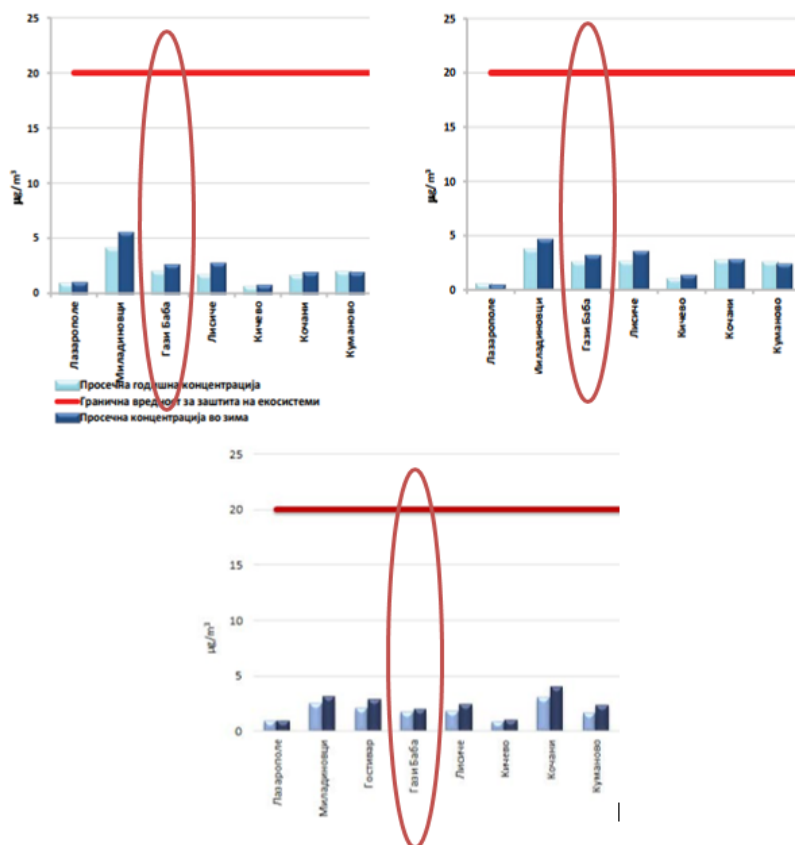 25
20
15
10
5
0
µg/m³
Лазарополе
Миладиновци
Гази Баба
Лисиче
Кичево
Кочани
Куманово
Просечна годишна концентрација
Гранична вредност за заштита на екосистеми
Просечна концентрација во зима
25
20
15
10
5
0
µg/m³
Лазарополе
Миладиновци
Гази Баба
Лисиче
Кичево
Кочани
Куманово
25
20
15
10
5
0
µg/m³
Лазарополе
Миладиновци
Гостивар
Гази Баба
Лисиче
Кичево
Кочани
Куманово